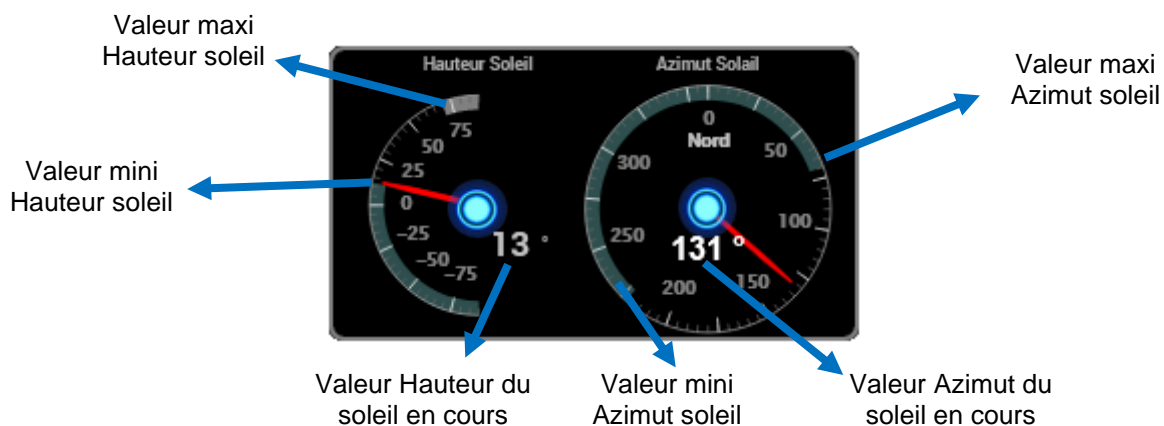 Valeur maxi
Hauteur soleil
Hauteur Soleil
Azimut Solail
Valeur maxi
Azimut soleil
75
50
25
0
-25
-50
-75
13 °
0
Nord
50
100
150
200
250
300
131 °
Valeur mini
Hauteur soleil
Valeur Hauteur du
soleil en cours
Valeur mini
Azimut soleil
Valeur Azimut du
soleil en cours